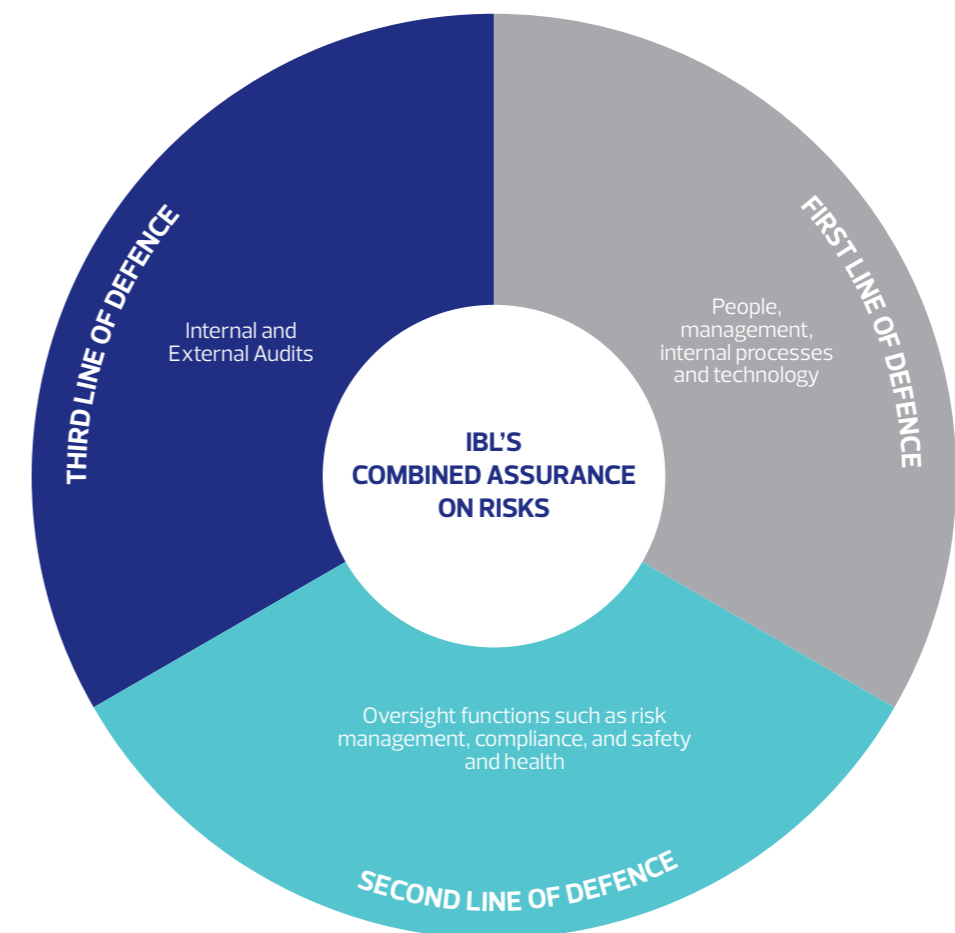 IBL'S
COMBINED ASSURANCE
ON RISKS
FIRST LINE OF DEFENCE
People,
management,
internal processes
and technology
SECOND LINE OF DEFENCE
Oversight functions such as risk
management, compliance, and safety
and health
THIRD LINE OF DEFENCE
Internal and
External Audits